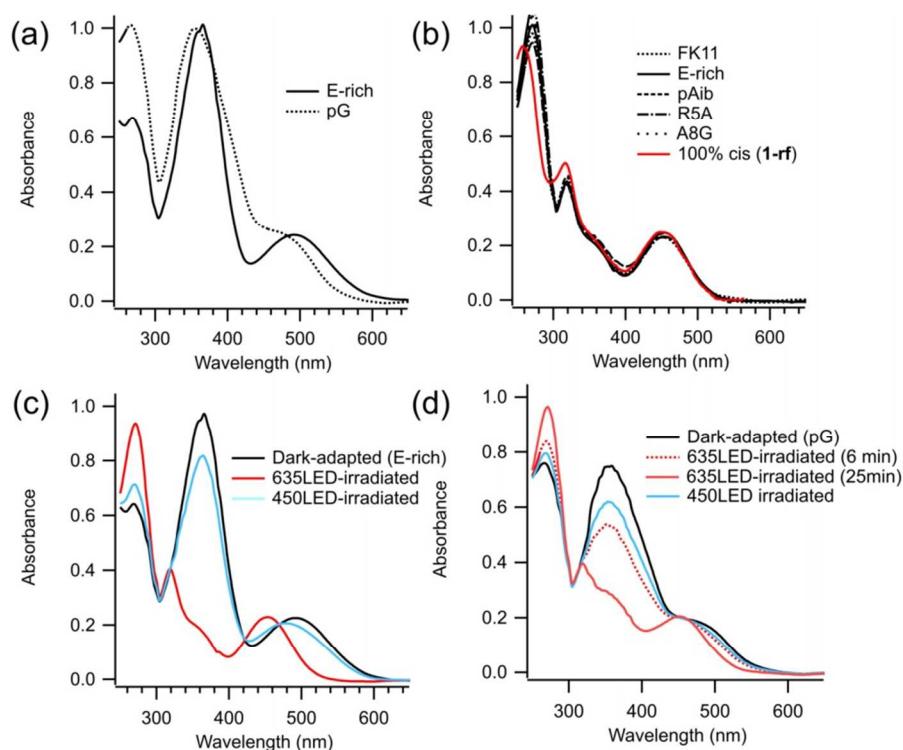 (a)
1.0
0.8
0.6
0.4
0.2
0.0
Absorbance
300 400 500 600
Wavelength (nm)
E-rich
pG
(b)
1.0
0.8
0.6
0.4
0.2
0.0
Absorbance
300 400 500 600
Wavelength (nm)
FK11
E-rich
pAib
R5A
A8G
100% cis (1-rf)
(c)
1.0
0.8
0.6
0.4
0.2
0.0
Absorbance
300 400 500 600
Wavelength (nm)
Dark-adapted (E-rich)
635LED-irradiated
450LED-irradiated
(d)
1.0
0.8
0.6
0.4
0.2
0.0
Absorbance
300 400 500 600
Wavelength (nm)
Dark-adapted (pG)
635LED-irradiated (6 min)
635LED-irradiated (25min)
450LED irradiated